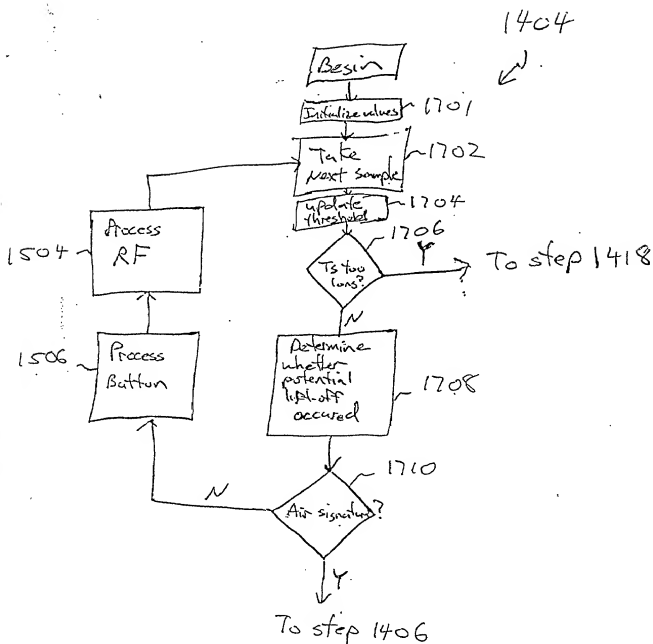 1404
Begin
Initialize values
1701
Take
Next sample
1702
update
threshold
1704
1706
Is too
long?
Y
To step 1418
N
Process
RF
1504
Process
Button
1506
Determine
whether
potential
lift-off
occured
1708
1710
Air signature?
N
Y
To step 1406